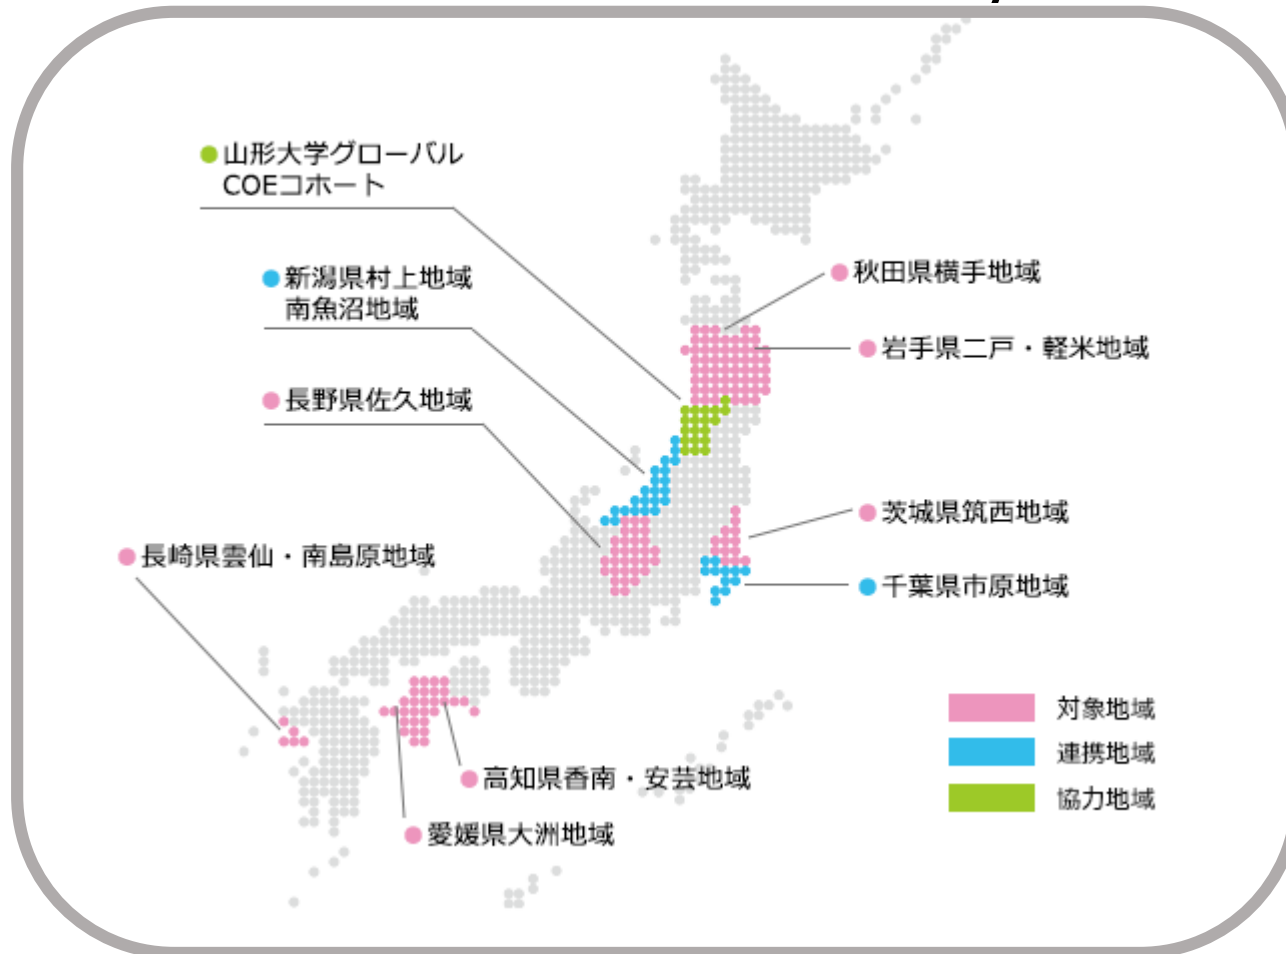 山形大学グローバル
COEコホート
新潟県村上地域
南魚沼地域
長野県佐久地域
長崎県雲仙・南島原地域
秋田県横手地域
岩手県二戸・軽米地域
茨城県筑西地域
千葉県市原地域
高知県香南・安芸地域
愛媛県大洲地域
対象地域
連携地域
協力地域